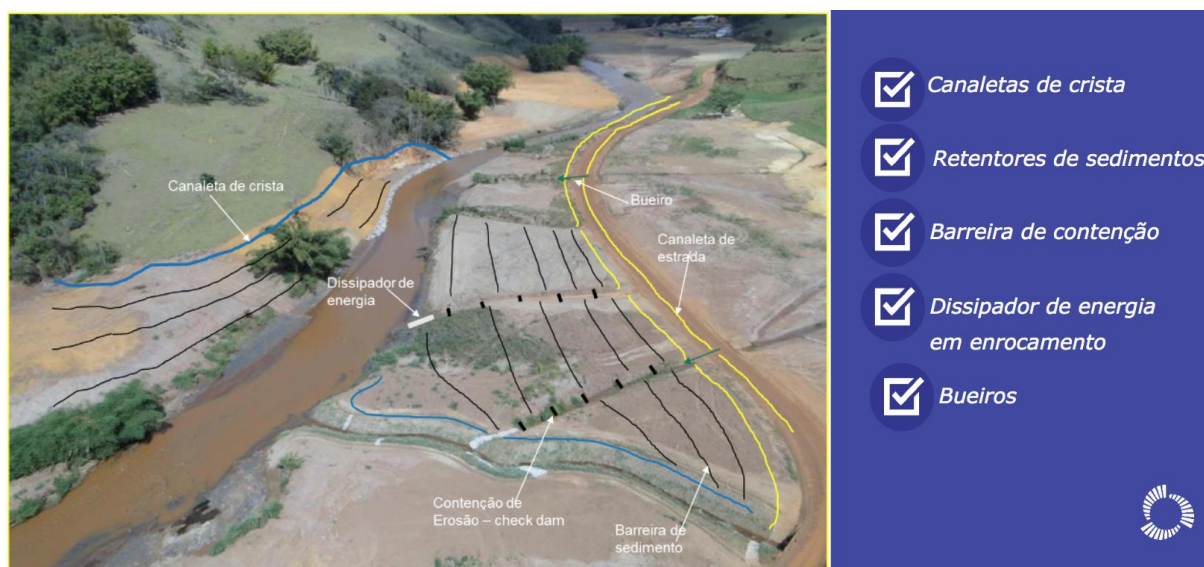 Canaleta de crista
Bueiro
Canaleta de
estrada
Dissipador de
energia
Contenção de
Erosão – check dam
Barreira de
sedimento
Canaletas de crista
Retentores de sedimentos
Barreira de contenção
Dissipador de energia
em enrocamento
Bueiros